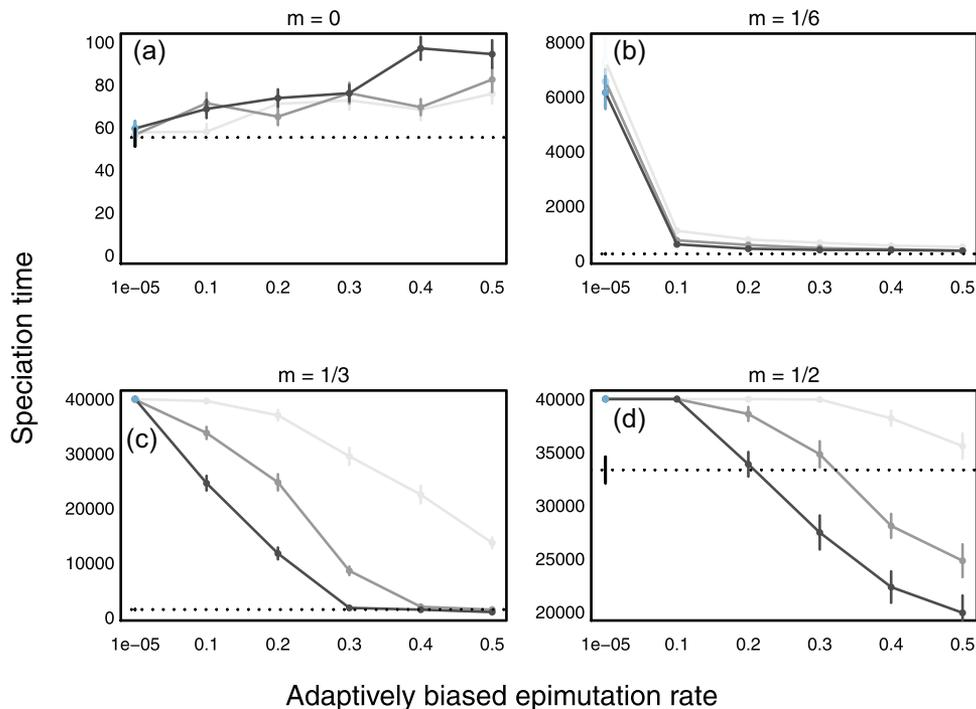 m = 0
(a)
100
80
60
40
20
0
1e−05 0.1 0.2 0.3 0.4 0.5
m = 1/6
(b)
8000
6000
4000
2000
0
1e−05 0.1 0.2 0.3 0.4 0.5
Speciation time
m = 1/3
(c)
40000
30000
20000
10000
0
1e−05 0.1 0.2 0.3 0.4 0.5
m = 1/2
(d)
40000
35000
30000
25000
20000
1e−05 0.1 0.2 0.3 0.4 0.5
Adaptively biased epimutation rate